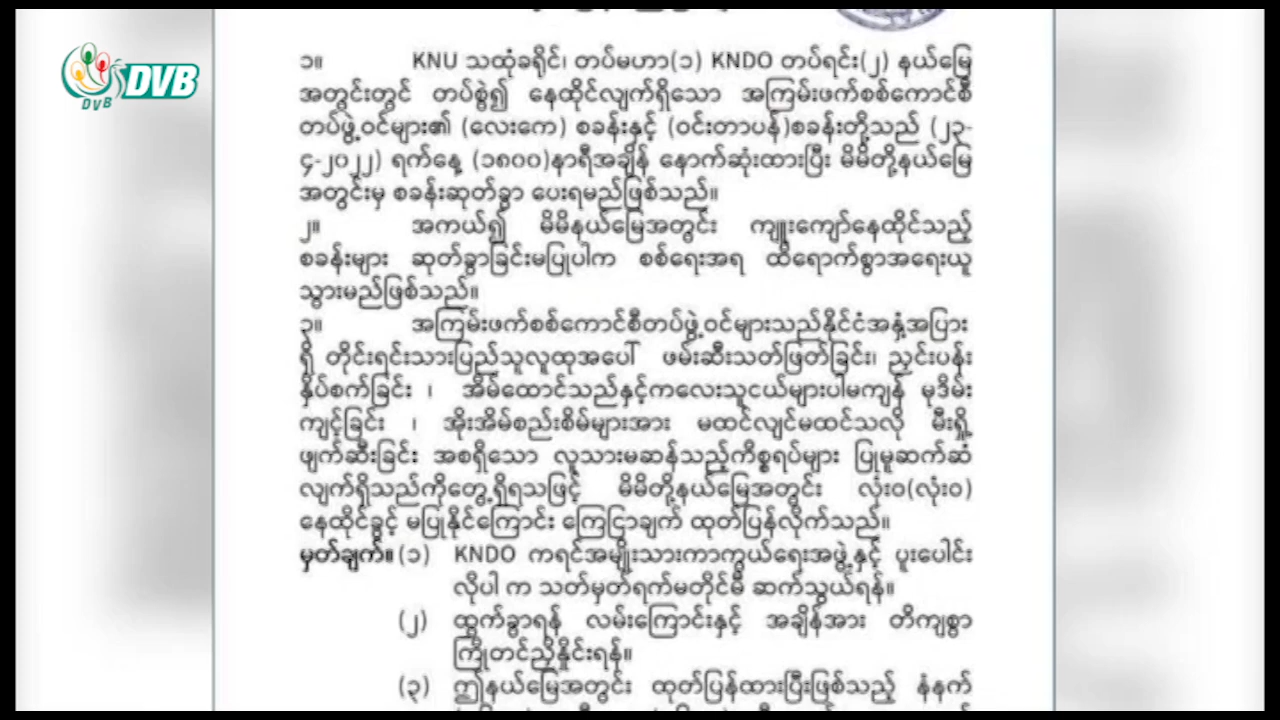 DVB
DVB
၁။ KNU သထုံခရိုင်၊ တပ်မဟာ(၁) KNDO တပ်ရင်း(၂) နယ်မြေ
အတွင်းတွင် တပ်စွဲ၍ နေထိုင်လျက်ရှိသော အကြမ်းဖက်စစ်ကောင်စီ
တပ်ဖွဲ့ဝင်များ၏ (လေးကေ) စခန်းနှင့် (ဝင်းတာပန်)စခန်းတို့သည် (၂၃-
၄-၂၀၂၂) ရက်နေ့ (၁၈၀၀)နာရီအချိန် နောက်ဆုံးထားပြီး မိမိတို့နယ်မြေ
အတွင်းမှ စခန်းဆုတ်ခွာ ပေးရမည်ဖြစ်သည်။
၂။ အကယ်၍ မိမိနယ်မြေအတွင်း ကျူးကျော်နေထိုင်သည့်
စခန်းများ ဆုတ်ခွာခြင်းမပြုပါက စစ်ရေးအရ ထိရောက်စွာအရေးယူ
သွားမည်ဖြစ်သည်။
၃။ အကြမ်းဖက်စစ်ကောင်စီတပ်ဖွဲ့ဝင်များသည်နိုင်ငံအနှံ့အပြား
ရှိ တိုင်းရင်းသားပြည်သူလူထုအပေါ် ဖမ်းဆီးသတ်ဖြတ်ခြင်း၊ ညှင်းပန်း
နှိပ်စက်ခြင်း ၊ အိမ်ထောင်သည်နှင့်ကလေးသူငယ်များပါမကျန် မုဒိမ်း
ကျင့်ခြင်း ၊ အိုးအိမ်စည်းစိမ်များအား မထင်လျှင်မထင်သလို မီးရှို့
ဖျက်ဆီးခြင်း အစရှိသော လူသားမဆန်သည့်ကိစ္စရပ်များ ပြုမူဆက်ဆံ
လျက်ရှိသည်ကိုတွေ့ရှိရသဖြင့် မိမိတို့နယ်မြေအတွင်း လုံးဝ(လုံးဝ)
နေထိုင်ခွင့် မပြုနိုင်ကြောင်း ကြေငြာချက် ထုတ်ပြန်လိုက်သည်။
မှတ်ချက်။ (၁) KNDO ကရင်အမျိုးသားကာကွယ်ရေးအဖွဲ့နှင့် ပူးပေါင်း
လိုပါ က သတ်မှတ်ရက်မတိုင်မီ ဆက်သွယ်ရန်။
(၂) ထွက်ခွာရန် လမ်းကြောင်းနှင့် အချိန်အား တိကျစွာ
ကြိုတင်ညှိနှိုင်းရန်။
(၃) ဤနယ်မြေအတွင်း ထုတ်ပြန်ထားပြီးဖြစ်သည့် နံနက်